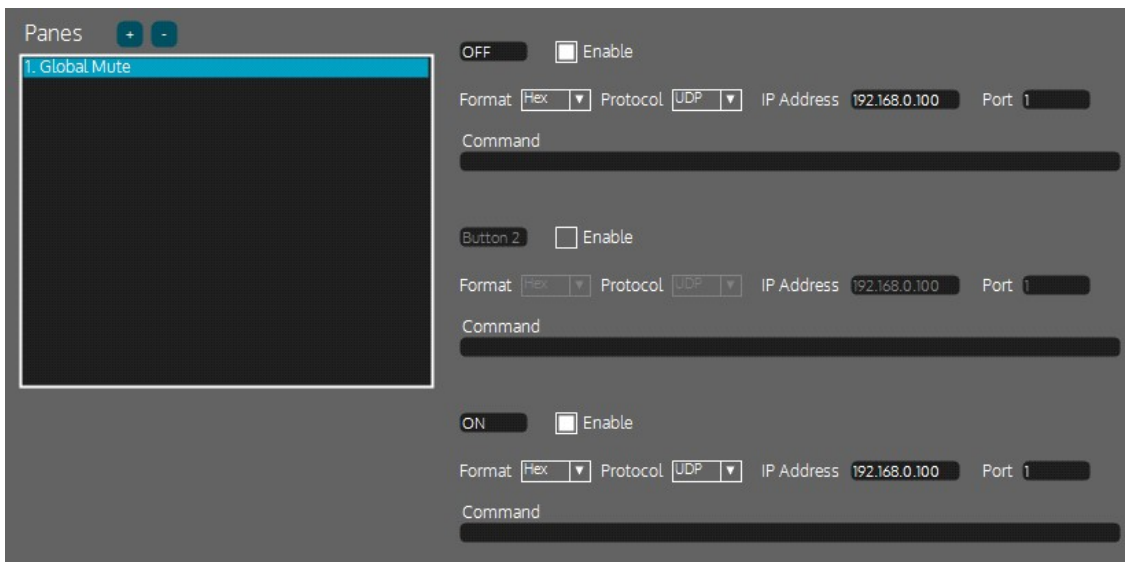 Panes + -
1. Global Mute
OFF Enable
Format Hex Protocol UDP IP Address 192.168.0.100 Port 1
Command
Button 2 Enable
Format Hex Protocol UDP IP Address 192.168.0.100 Port 1
Command
ON Enable
Format Hex Protocol UDP IP Address 192.168.0.100 Port 1
Command